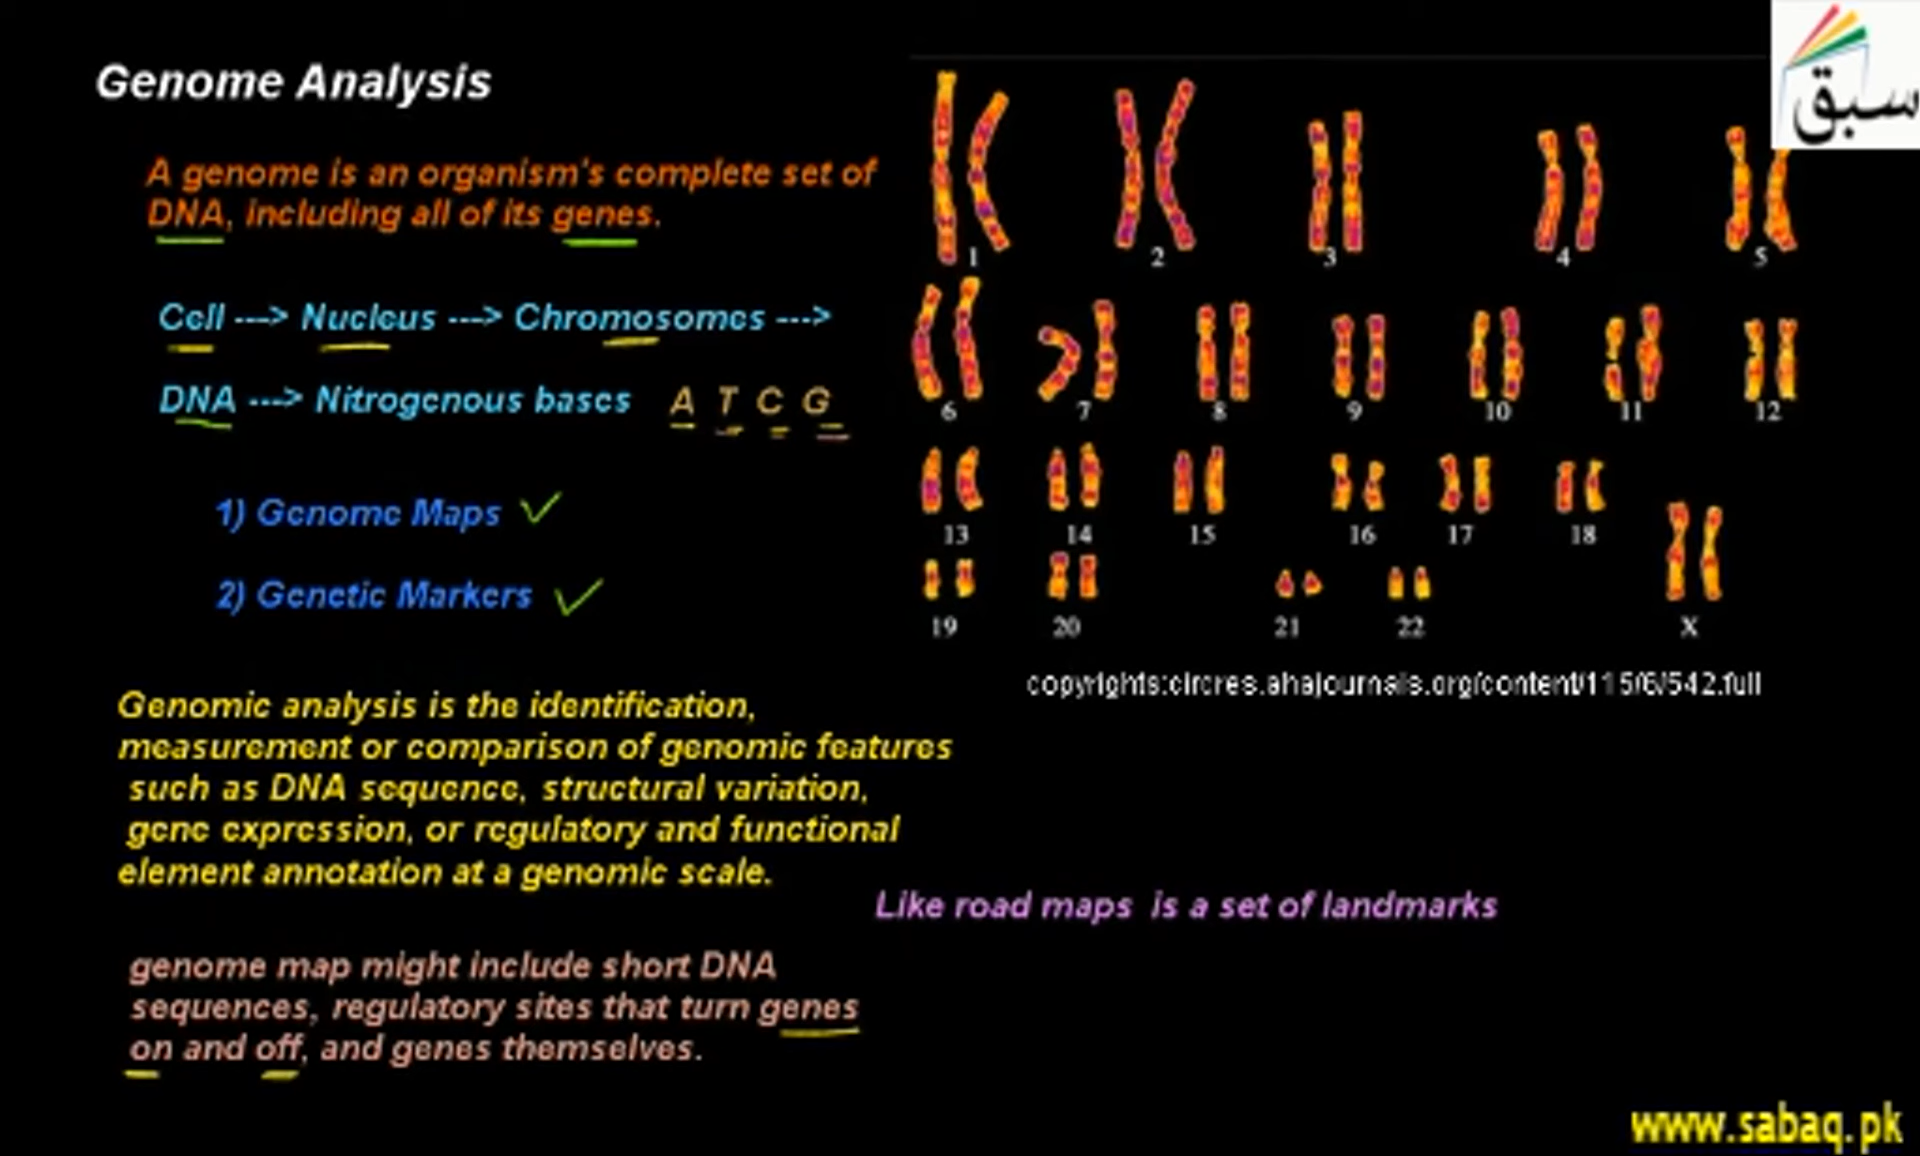 Genome Analysis
سبق
A genome is an organism's complete set of
DNA, including all of its genes.
Cell ---> Nucleus ---> Chromosomes --->
DNA ---> Nitrogenous bases A T C G
1) Genome Maps
2) Genetic Markers
1 2 3 4 5
6 7 8 9 10 11 12
13 14 15 16 17 18
19 20 21 22 X
copyrights:circres.ahajournals.org/content/115/6/542.full
Genomic analysis is the identification,
measurement or comparison of genomic features
such as DNA sequence, structural variation,
gene expression, or regulatory and functional
element annotation at a genomic scale.
Like road maps is a set of landmarks
genome map might include short DNA
sequences, regulatory sites that turn genes
on and off, and genes themselves.
www.sabaq.pk